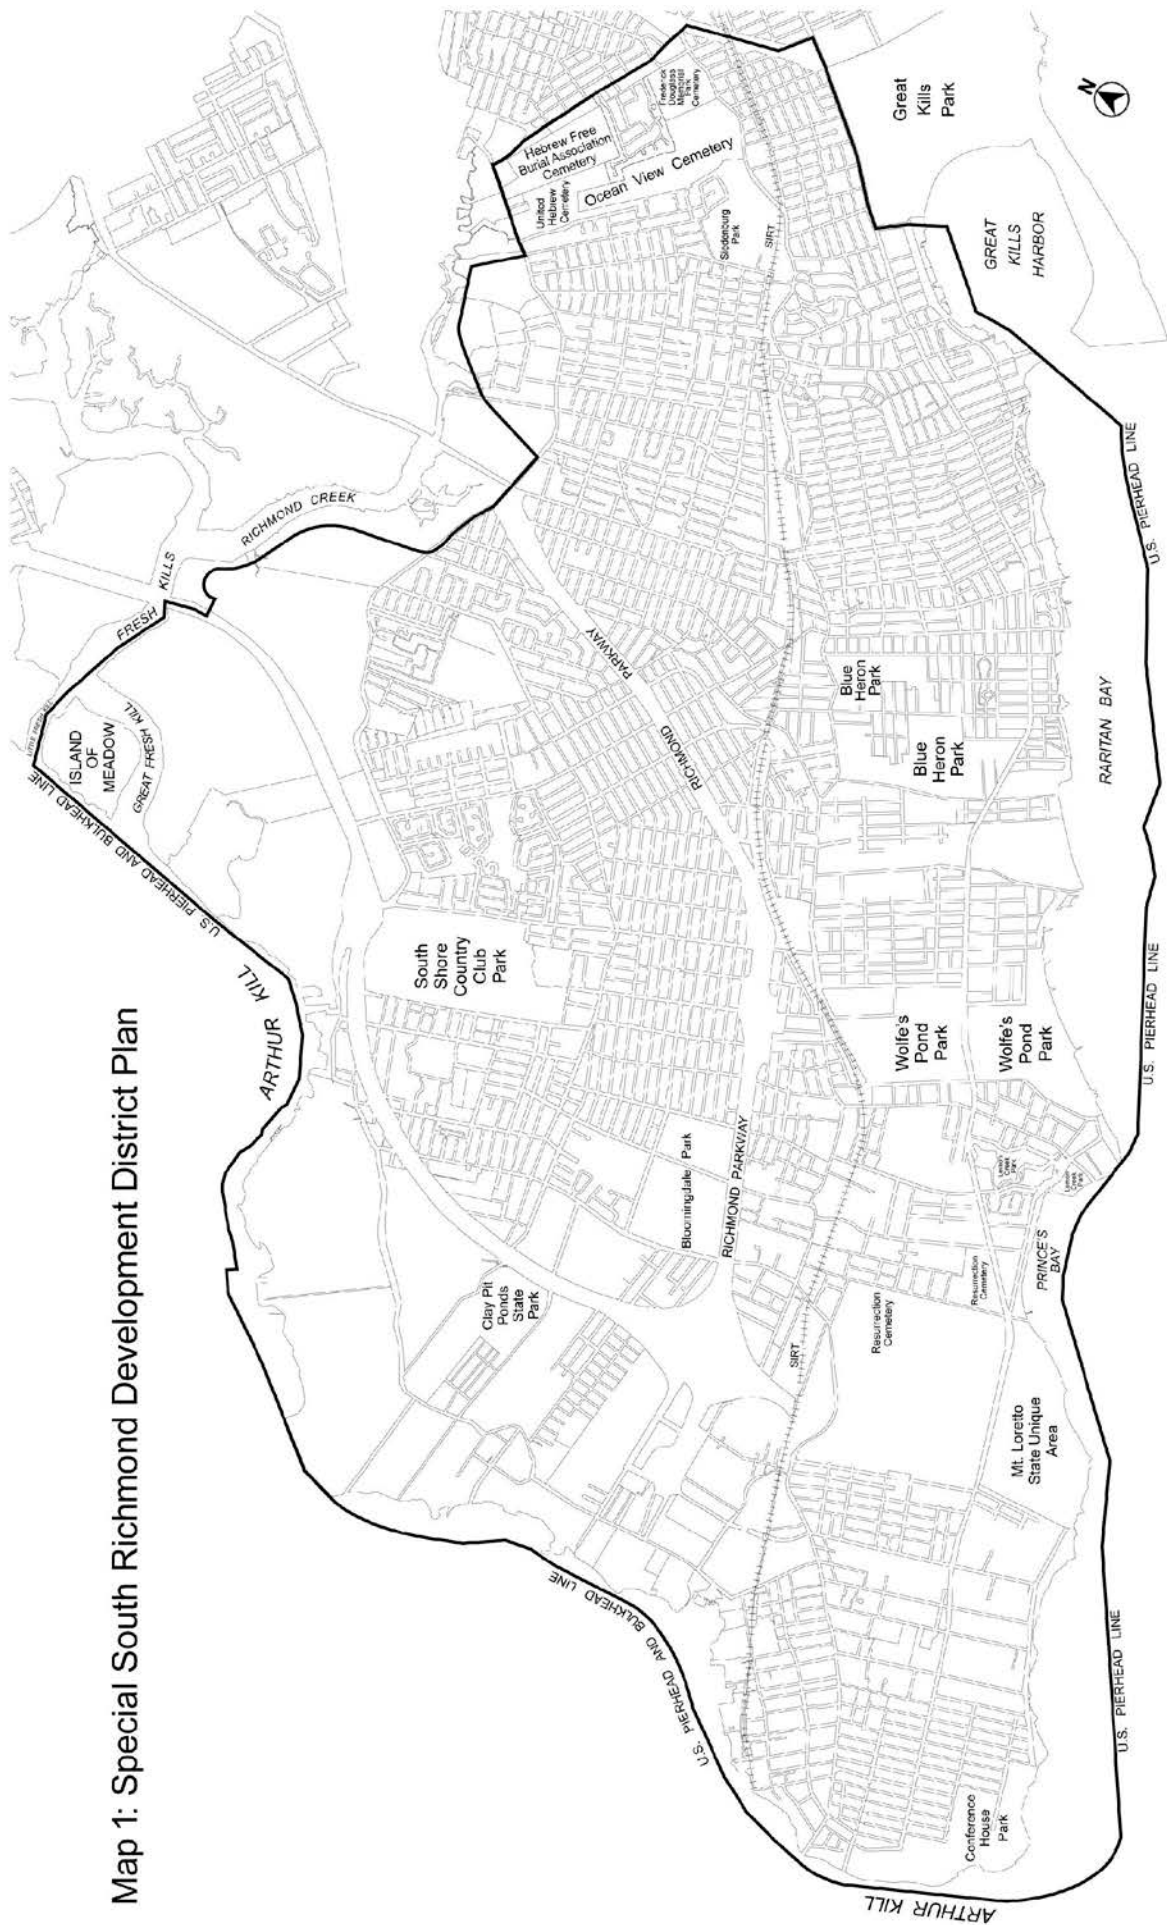 Map 1: Special South Richmond Development District Plan
FRESH KILLS
RICHMOND CREEK
ISLAND
OF
MEADOW
GREAT FRESH KILL
U.S PIERHEAD AND BULKHEAD LINE
ARTHUR KILL
Hebrew Free
Burial Association
Cemetery
United
Hebrew
Cemetery
Frederick
Douglass
Memorial
Park
Cemetery
Ocean View Cemetery
Great
Kills
Park
N
GREAT
KILLS
HARBOR
SIRT
PARKWAY
RICHMOND
South
Shore
Country
Club
Park
Blue
Heron
Park
Blue
Heron
Park
RARITAN BAY
U.S. PIERHEAD LINE
U.S. PIERHEAD LINE
Wolfe's
Pond
Park
Wolfe's
Pond
Park
Bloomingdale Park
RICHMOND PARKWAY
Lemon
Creek
Park
Lemon
Creek
Park
PRINCE'S
BAY
Clay Pit
Ponds
State
Park
Resurrection
Cemetery
Resurrection
Cemetery
SIRT
Mt. Loretto
State Unique
Area
U.S. PIERHEAD AND BULKHEAD LINE
U.S. PIERHEAD LINE
Conference
House
Park
ARTHUR KILL